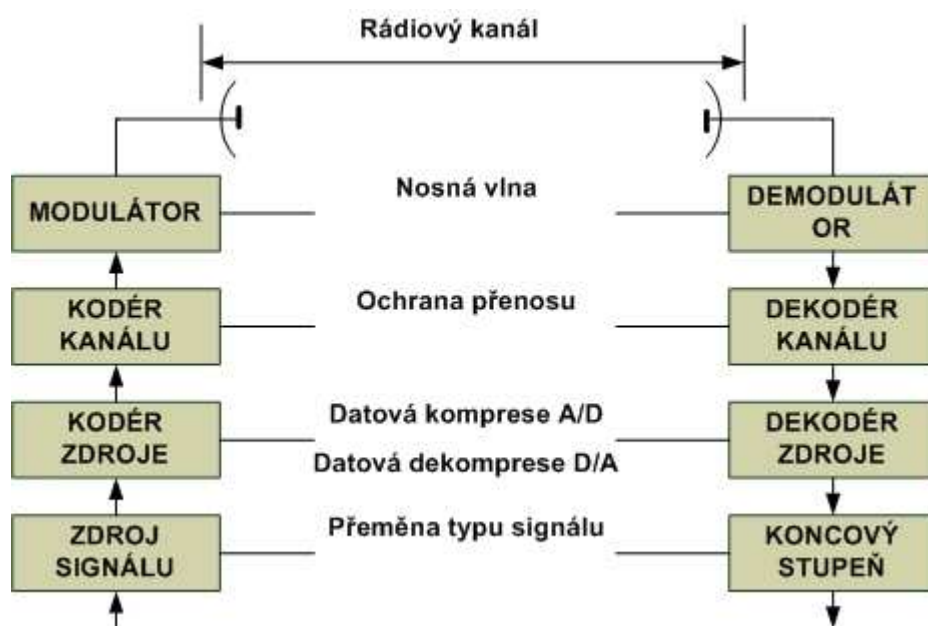 Rádiový kanál
MODULÁTOR
Nosná vlna
DEMODULÁT
OR
KODÉR
KANÁLU
Ochrana přenosu
DEKODÉR
KANÁLU
KODÉR
ZDROJE
Datová komprese A/D
Datová dekomprese D/A
DEKODÉR
ZDROJE
ZDROJ
SIGNÁLU
Přeměna typu signálu
KONCOVÝ
STUPEŇ